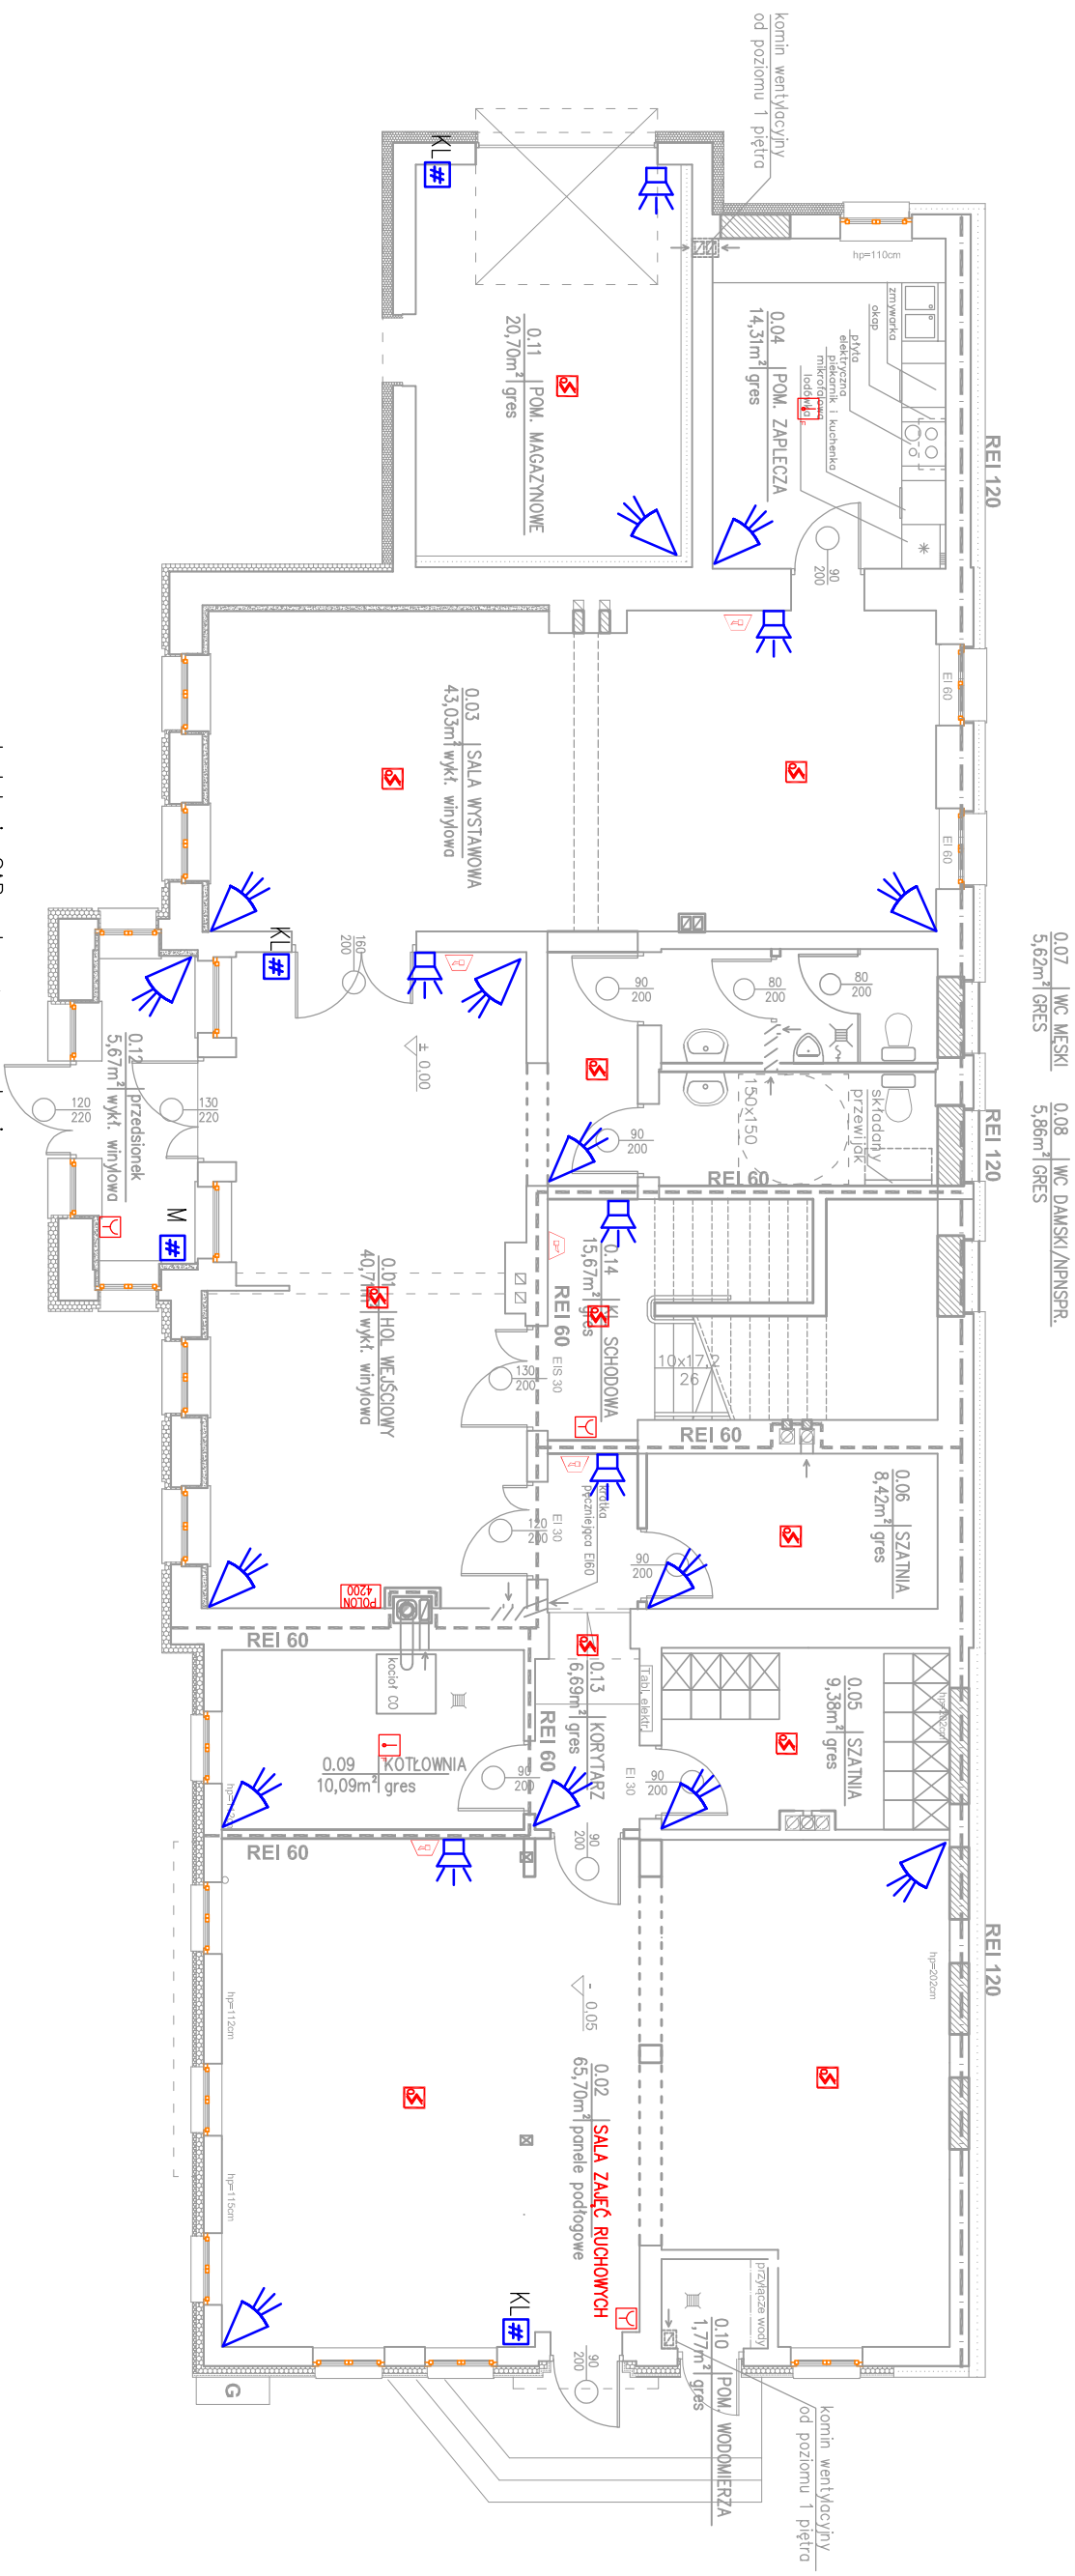 komin wentylacyjny
od poziomu 1 piętra
KL
#
hp=110cm
zmywarka
okap
płyta
elektryczna
piekarnik i kuchenka
mikrofalowa
lodówka
0.04 POM. ZAPLECZA
14,31m² gres
0.11 POM. MAGAZYNOWE
20,70m² gres
REI 120
90
200
EI 60
EI 60
0.03 SALA WYSTAWOWA
43,03m² wykł. winylowa
KL
#
160
200
± 0.00
0.07 WC MĘSKI
5,62m² GRES
0.08 WC DAMSKI/NPNSPR.
5,86m² GRES
REI 120
90
200
80
200
80
200
90
200
150x150
składany
przewijak
REI 60
0.12 przedsionek
5,67m² wykł. winylowa
120
220
130
220
M
#
0.14 KL. SCHODOWA
15,67m² gres
REI 60
EIS 30
130
200
10x17,2
26
REI 60
0.01 HOL WEJŚCIOWY
wykł. winylowa
0.06 SZATNIA
8,42m² gres
kratka
pęczniejąca EI60
EI 30
120
200
90
200
POLON
4200
REI 60
kocioł CO
0.09 KOTŁOWNIA
10,09m² gres
90
200
0.13 KORYTARZ
6,69m² gres
REI 60
Tabl. elektr.
EI 30
90
200
0.05 SZATNIA
9,38m² gres
hp=202cm
REI 60
90
200
REI 120
hp=202cm
- 0,05
0.02 SALA ZAJĘĆ RUCHOWYCH
65,70m² panele podłogowe
hp=112cm
hp=115cm
KL
#
przyłącze wody
0.10 POM. WODOMIERZA
1,77m² gres
90
200
G
komin wentylacyjny
od poziomu 1 piętra